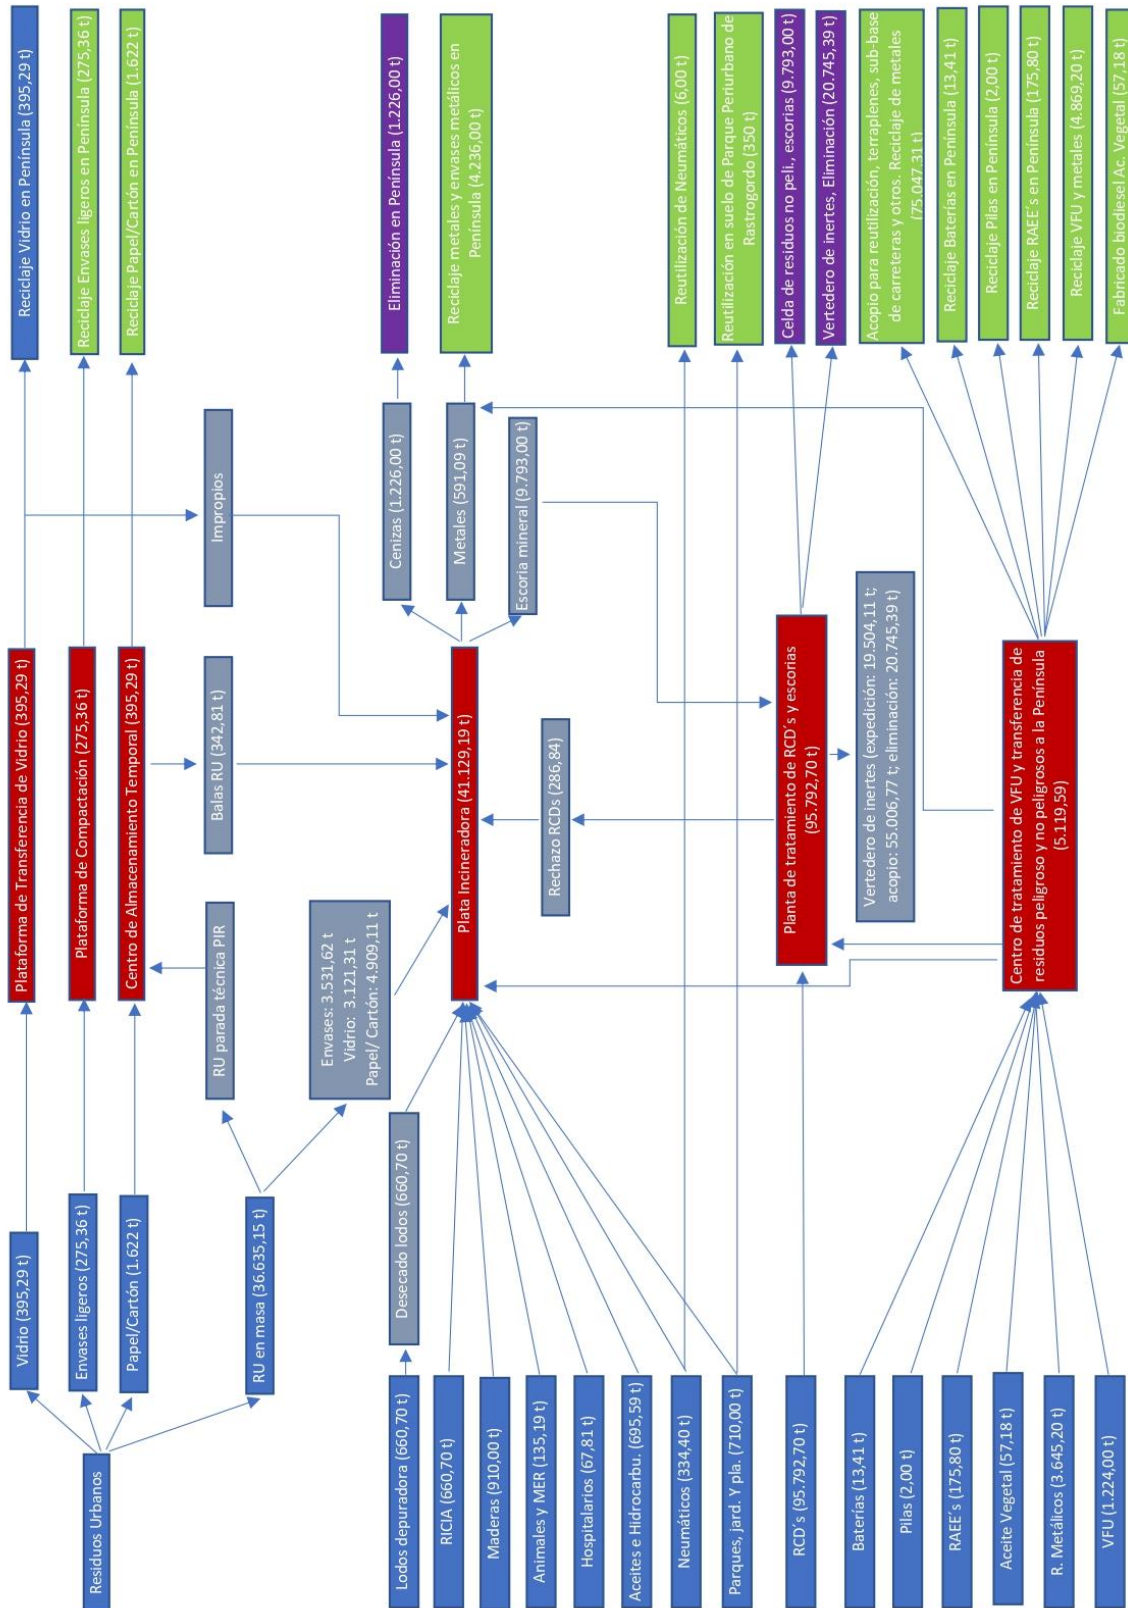 Residuos Urbanos
Vidrio (395,29 t)
Envases ligeros (275,36 t)
Papel/Cartón (1.622 t)
RU en masa (36.635,15 t)
Plataforma de Transferencia de Vidrio (395,29 t)
Plataforma de Compactación (275,36 t)
Centro de Almacenamiento Temporal (395,29 t)
RU parada técnica PIR
Envases: 3.531,62 t
Vidrio: 3.121,31 t
Papel/ Cartón: 4.909,11 t
Balas RU (342,81 t)
Impropios
Reciclaje Vidrio en Península (395,29 t)
Reciclaje Envases ligeros en Península (275,36 t)
Reciclaje Papel/Cartón en Península (1.622 t)
Lodos depuradora (660,70 t)
Desecado lodos (660,70 t)
RICIA (660,70 t)
Maderas (910,00 t)
Animales y MER (135,19 t)
Hospitalarios (67,81 t)
Aceites e Hidrocarbu. (695,59 t)
Neumáticos (334,40 t)
Parques, jard. Y pla. (710,00 t)
Plata Incineradora (41.129,19 t)
Cenizas (1.226,00 t)
Metales (591,09 t)
Escoria mineral (9.793,00 t)
Eliminación en Península (1.226,00 t)
Reciclaje metales y envases metálicos en
Península (4.236,00 t)
Rechazo RCDs (286,84)
Reutilización de Neumáticos (6,00 t)
Reutilización en suelo de Parque Periurbano de
Rastrogordo (350 t)
RCD´s (95.792,70 t)
Planta de tratamiento de RCD´s y escorias
(95.792,70 t)
Vertedero de inertes (expedición: 19.504,11 t;
acopio: 55.006,77 t; eliminación: 20.745,39 t)
Celda de residuos no peli., escorias (9.793,00 t)
Vertedero de inertes, Eliminación (20.745,39 t)
Baterías (13,41 t)
Pilas (2,00 t)
RAEE´s (175,80 t)
Aceite Vegetal (57,18 t)
R. Metálicos (3.645,20 t)
VFU (1.224,00 t)
Centro de tratamiento de VFU y transferencia de
residuos peligroso y no peligrosos a la Península
(5.119,59)
Acopio para reutilización, terraplenes, sub-base
de carreteras y otros. Reciclaje de metales
(75.047,31 t)
Reciclaje Baterías en Península (13,41 t)
Reciclaje Pilas en Península (2,00 t)
Reciclaje RAEE´s en Península (175,80 t)
Reciclaje VFU y metales (4.869,20 t)
Fabricado biodiesel Ac. Vegetal (57,18 t)